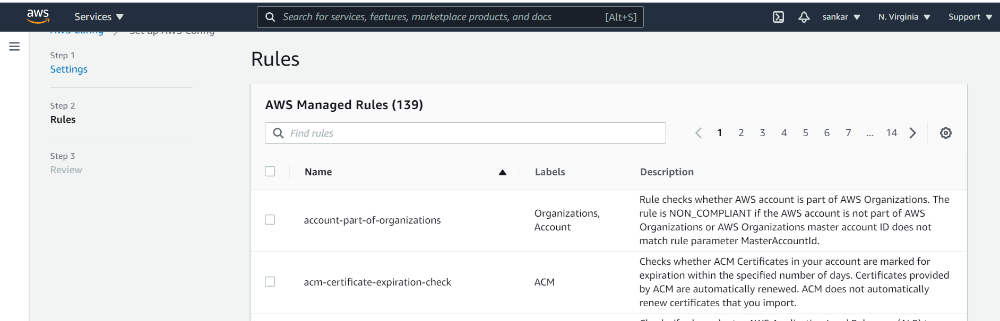 aws Services Search for services, features, marketplace products, and docs [Alt+S] sankar N. Virginia Support
AWS Config Set up AWS Config
Step 1
Settings
Step 2
Rules
Step 3
Review
Rules
AWS Managed Rules (139)
Find rules 1 2 3 4 5 6 7 ... 14
Name Labels Description
account-part-of-organizations
Organizations,
Account
Rule checks whether AWS account is part of AWS Organizations. The
rule is NON_COMPLIANT if the AWS account is not part of AWS
Organizations or AWS Organizations master account ID does not
match rule parameter MasterAccountId.
acm-certificate-expiration-check
ACM
Checks whether ACM Certificates in your account are marked for
expiration within the specified number of days. Certificates provided
by ACM are automatically renewed. ACM does not automatically
renew certificates that you import.